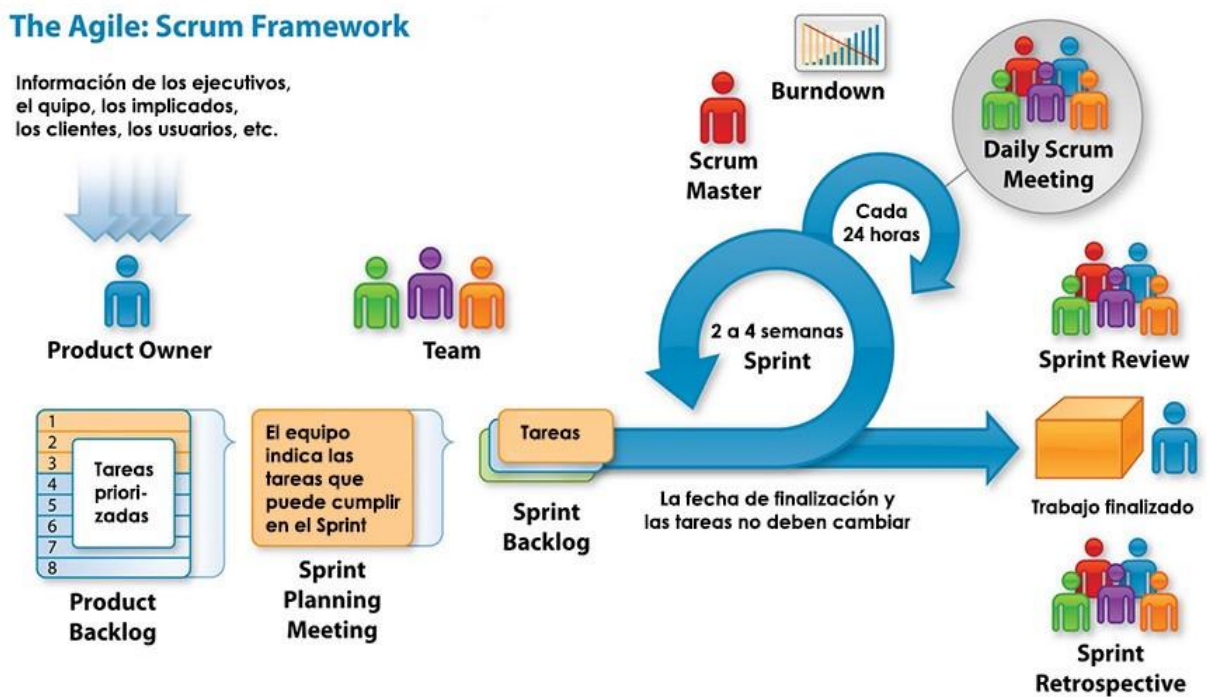 The Agile: Scrum Framework
Información de los ejecutivos,
el quipo, los implicados,
los clientes, los usuarios, etc.
Product Owner
Team
Scrum
Master
Burndown
Daily Scrum
Meeting
Cada
24 horas
2 a 4 semanas
Sprint
Sprint Review
1
2
3
4
5
6
7
8
Tareas
priori-
zadas
Product
Backlog
El equipo
indica las
tareas que
puede cumplir
en el Sprint
Sprint
Planning
Meeting
Tareas
Sprint
Backlog
La fecha de finalización y
las tareas no deben cambiar
Trabajo finalizado
Sprint
Retrospective